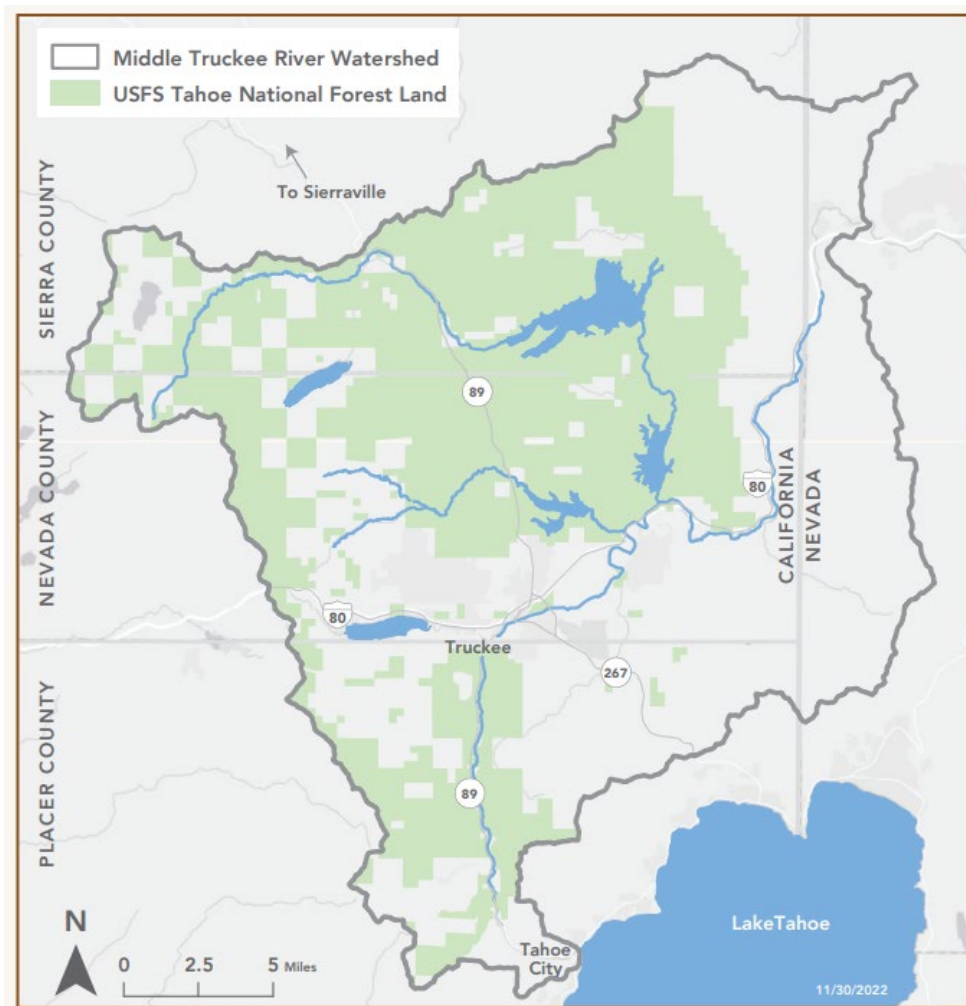 Middle Truckee River Watershed
USFS Tahoe National Forest Land
To Sierraville
SIERRA COUNTY
89
NEVADA COUNTY
80
CALIFORNIA
NEVADA
80
Truckee
267
PLACER COUNTY
89
N
0 2.5 5 Miles
Tahoe
City
LakeTahoe
11/30/2022